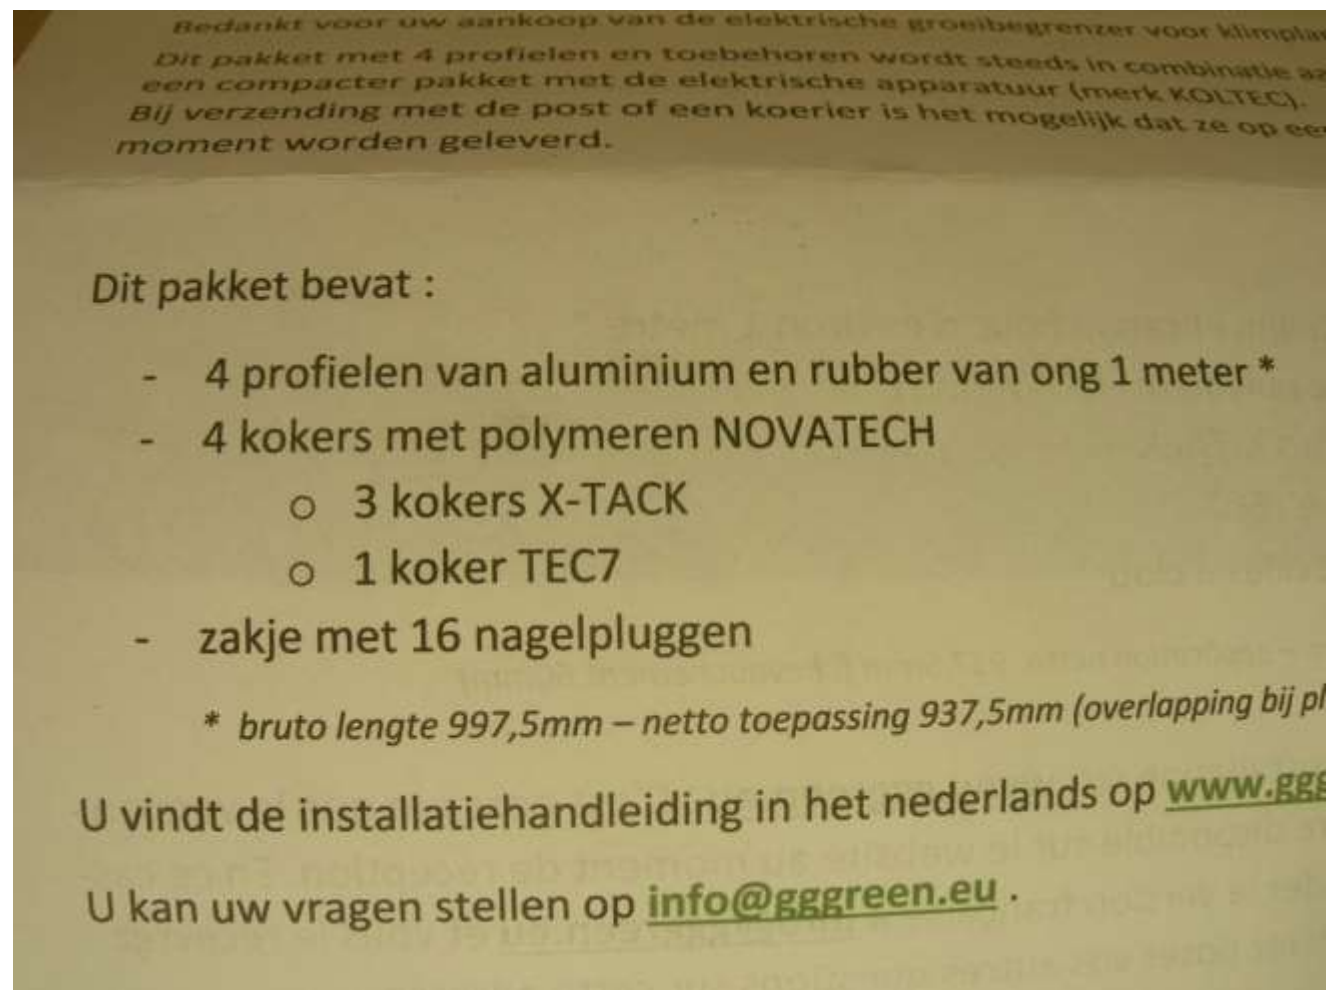 Bedankt voor uw aankoop van de elektrische groeibegrenzer voor
Dit pakket met 4 profielen en toebehoren wordt steeds in combinatie
een compacter pakket met de elektrische apparatuur (merk KOLTEC).
Bij verzending met de post of een koerier is het mogelijk dat ze op
moment worden geleverd.
Dit pakket bevat :
- 4 profielen van aluminium en rubber van ong 1 meter *
- 4 kokers met polymeren NOVATECH
o 3 kokers X-TACK
o 1 koker TEC7
- zakje met 16 nagelpluggen
* bruto lengte 997,5mm – netto toepassing 937,5mm (overlapping bij
U vindt de installatiehandleiding in het nederlands op www.ggg
U kan uw vragen stellen op info@gggreen.eu .